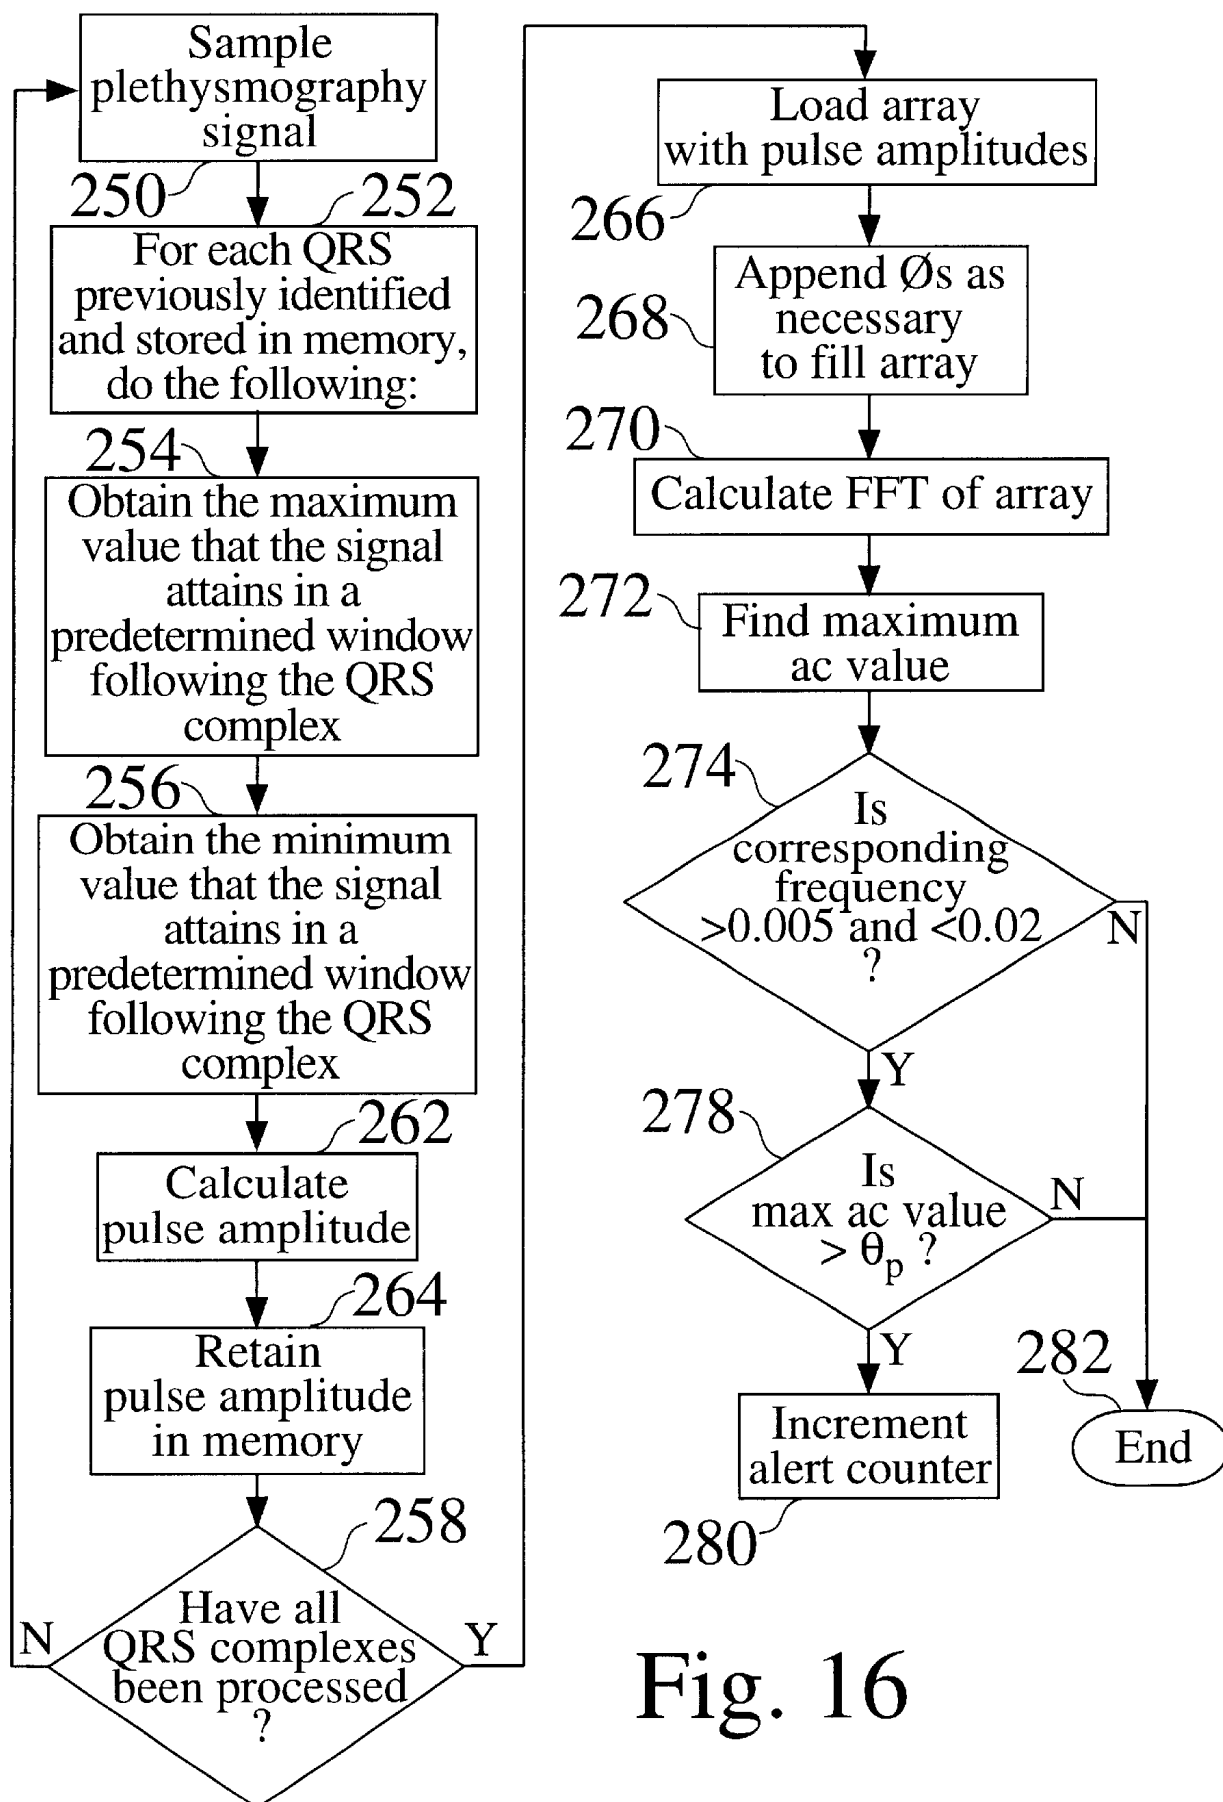 Sample
plethysmography
signal
250
252
For each QRS
previously identified
and stored in memory,
do the following:
254
Obtain the maximum
value that the signal
attains in a
predetermined window
following the QRS
complex
256
Obtain the minimum
value that the signal
attains in a
predetermined window
following the QRS
complex
262
Calculate
pulse amplitude
264
Retain
pulse amplitude
in memory
258
Have all
QRS complexes
been processed
?
N
Y
Load array
with pulse amplitudes
266
Append Øs as
necessary
to fill array
268
270
Calculate FFT of array
272
Find maximum
ac value
274
Is
corresponding
frequency
>0.005 and <0.02
?
N
Y
278
Is
max ac value
> θp ?
N
Y
282
Increment
alert counter
End
280
Fig. 16